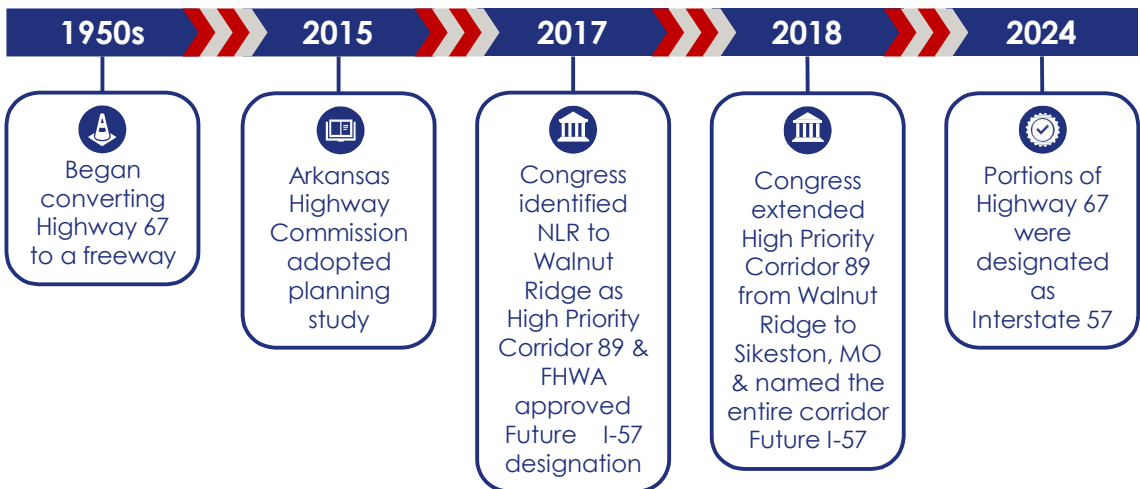 1950s
2015
2017
2018
2024
Began
converting
Highway 67
to a freeway
Arkansas
Highway
Commission
adopted
planning
study
Congress
identified
NLR to
Walnut
Ridge as
High Priority
Corridor 89 &
FHWA
approved
Future I-57
designation
Congress
extended
High Priority
Corridor 89
from Walnut
Ridge to
Sikeston, MO
& named the
entire corridor
Future I-57
Portions of
Highway 67
were
designated
as
Interstate 57